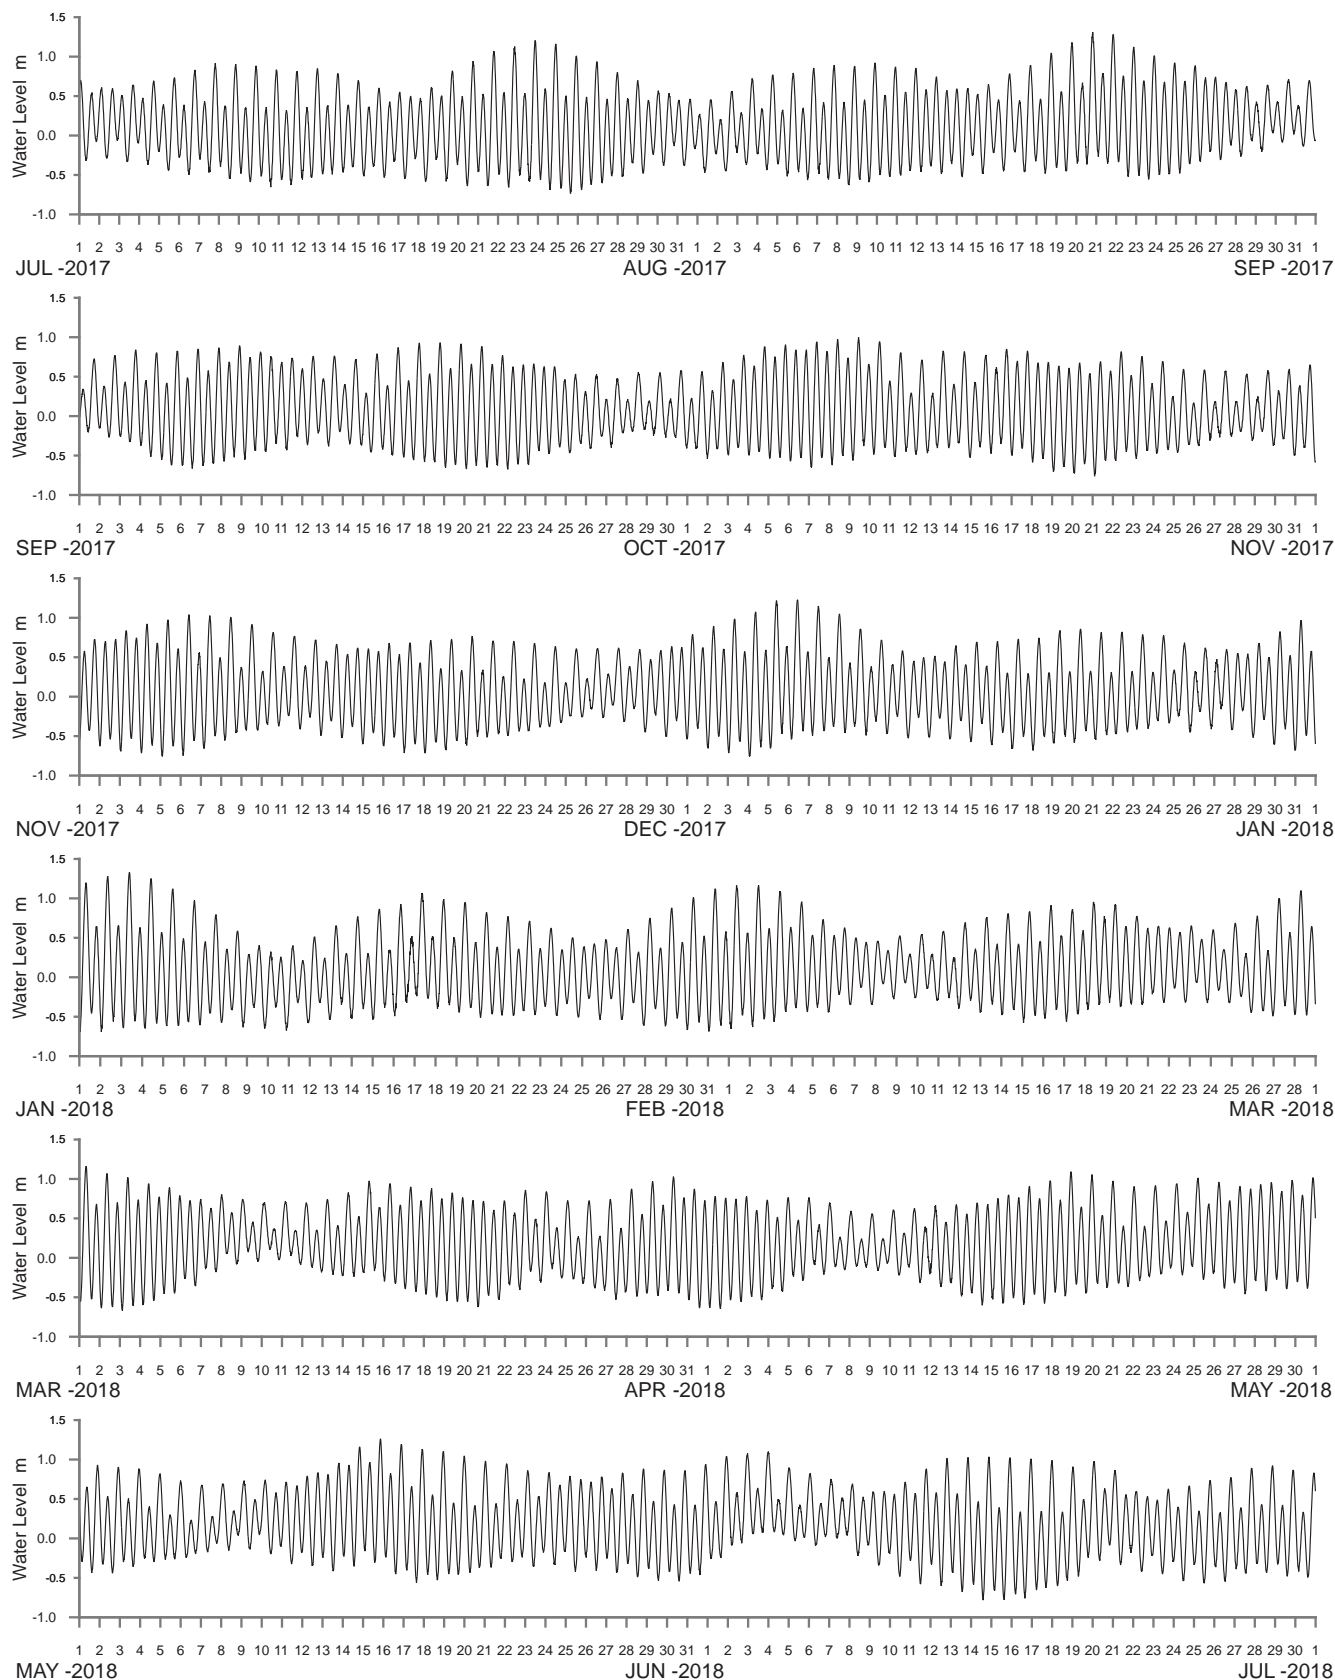 1.5
1.0
0.5
0.0
-0.5
-1.0
Water Level m
1 2 3 4 5 6 7 8 9 10 11 12 13 14 15 16 17 18 19 20 21 22 23 24 25 26 27 28 29 30 31 1 2 3 4 5 6 7 8 9 10 11 12 13 14 15 16 17 18 19 20 21 22 23 24 25 26 27 28 29 30 31 1
JUL -2017 AUG -2017 SEP -2017
1.5
1.0
0.5
0.0
-0.5
-1.0
Water Level m
1 2 3 4 5 6 7 8 9 10 11 12 13 14 15 16 17 18 19 20 21 22 23 24 25 26 27 28 29 30 1 2 3 4 5 6 7 8 9 10 11 12 13 14 15 16 17 18 19 20 21 22 23 24 25 26 27 28 29 30 31 1
SEP -2017 OCT -2017 NOV -2017
1.5
1.0
0.5
0.0
-0.5
-1.0
Water Level m
1 2 3 4 5 6 7 8 9 10 11 12 13 14 15 16 17 18 19 20 21 22 23 24 25 26 27 28 29 30 1 2 3 4 5 6 7 8 9 10 11 12 13 14 15 16 17 18 19 20 21 22 23 24 25 26 27 28 29 30 31 1
NOV -2017 DEC -2017 JAN -2018
1.5
1.0
0.5
0.0
-0.5
-1.0
Water Level m
1 2 3 4 5 6 7 8 9 10 11 12 13 14 15 16 17 18 19 20 21 22 23 24 25 26 27 28 29 30 31 1 2 3 4 5 6 7 8 9 10 11 12 13 14 15 16 17 18 19 20 21 22 23 24 25 26 27 28 1
JAN -2018 FEB -2018 MAR -2018
1.5
1.0
0.5
0.0
-0.5
-1.0
Water Level m
1 2 3 4 5 6 7 8 9 10 11 12 13 14 15 16 17 18 19 20 21 22 23 24 25 26 27 28 29 30 31 1 2 3 4 5 6 7 8 9 10 11 12 13 14 15 16 17 18 19 20 21 22 23 24 25 26 27 28 29 30 1
MAR -2018 APR -2018 MAY -2018
1.5
1.0
0.5
0.0
-0.5
-1.0
Water Level m
1 2 3 4 5 6 7 8 9 10 11 12 13 14 15 16 17 18 19 20 21 22 23 24 25 26 27 28 29 30 31 1 2 3 4 5 6 7 8 9 10 11 12 13 14 15 16 17 18 19 20 21 22 23 24 25 26 27 28 29 30 1
MAY -2018 JUN -2018 JUL -2018